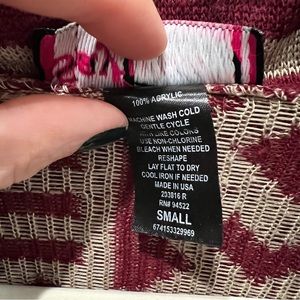 100% ACRYLIC
MACHINE WASH COLD
GENTLE CYCLE
WITH LIKE COLORS
USE NON-CHLORINE
BLEACH WHEN NEEDED
RESHAPE
LAY FLAT TO DRY
COOL IRON IF NEEDED
MADE IN USA
233816 R
RN# 94522
SMALL
674153329969